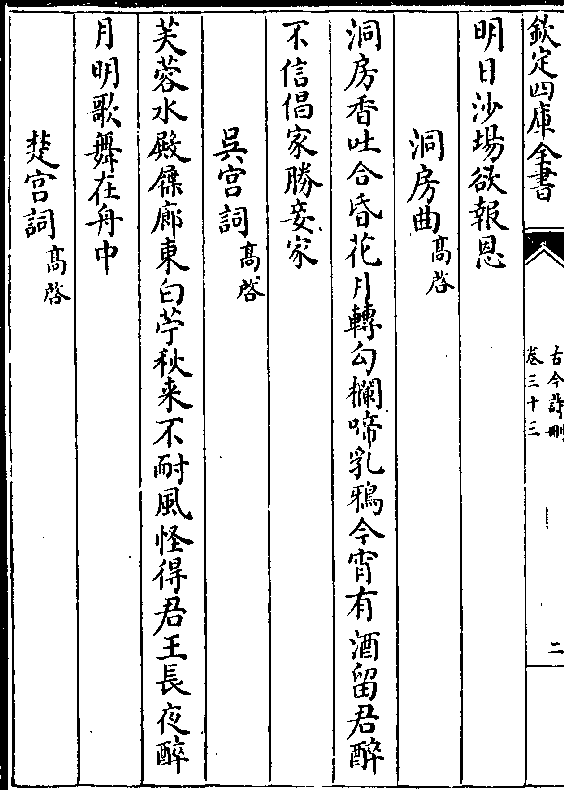 欽定四庫全書
古今詩刪
卷三十三
二
明日沙場欲報恩
洞房曲高啓
洞房香吐合昏花月轉勾欄啼乳鴉今宵有酒留君醉
不信倡家勝妾家
吳宫詞高啓
芙蓉水殿屧廊東白苧秋来不耐風怪得君王長夜醉
月明歌舞在舟中
楚宫詞高啓